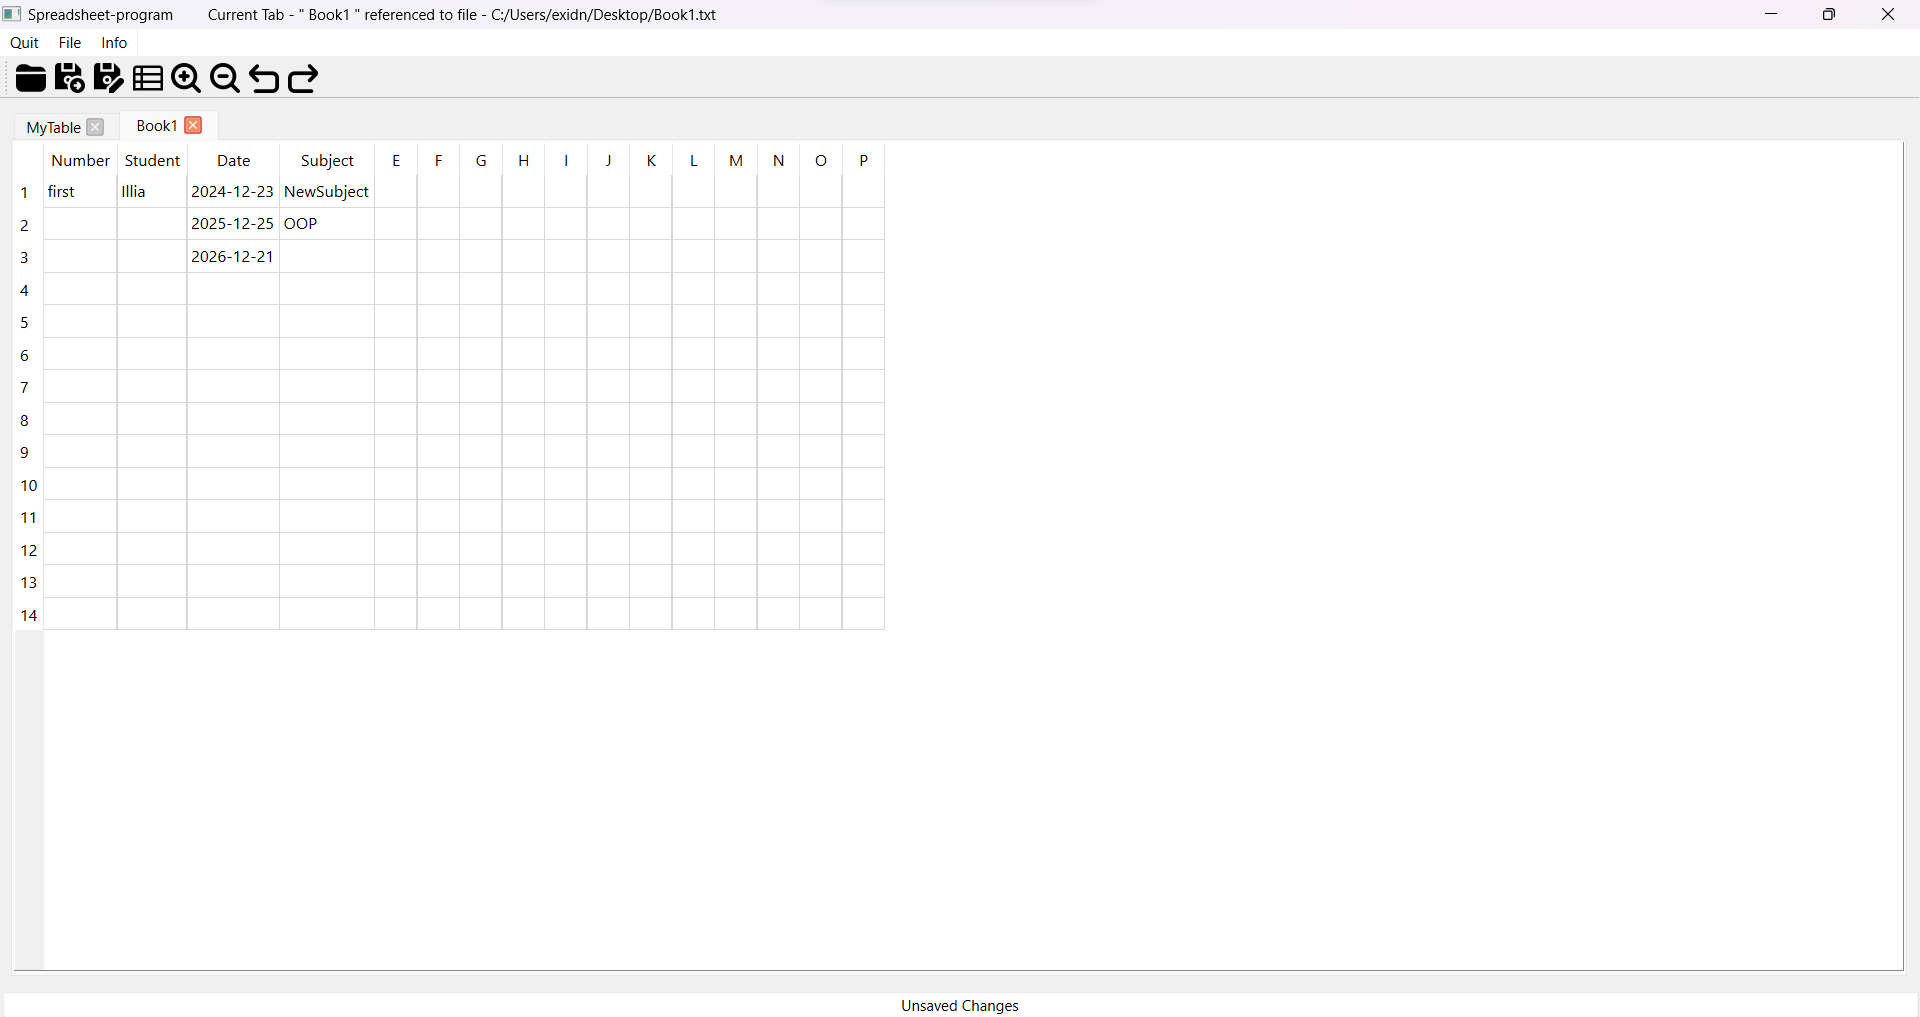 Spreadsheet-program Current Tab - " Book1 " referenced to file - C:/Users/exidn/Desktop/Book1.txt
Quit File Info
MyTable Book1
Number Student Date Subject E F G H I J K L M N O P
1 first Illia 2024-12-23 NewSubject
2 2025-12-25 OOP
3 2026-12-21
4
5
6
7
8
9
10
11
12
13
14
Unsaved Changes